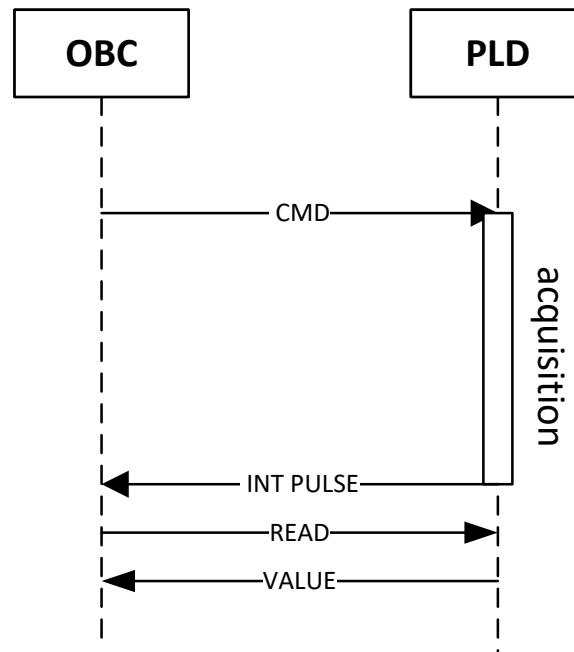 OBC
PLD
CMD
acquisition
INT PULSE
READ
VALUE